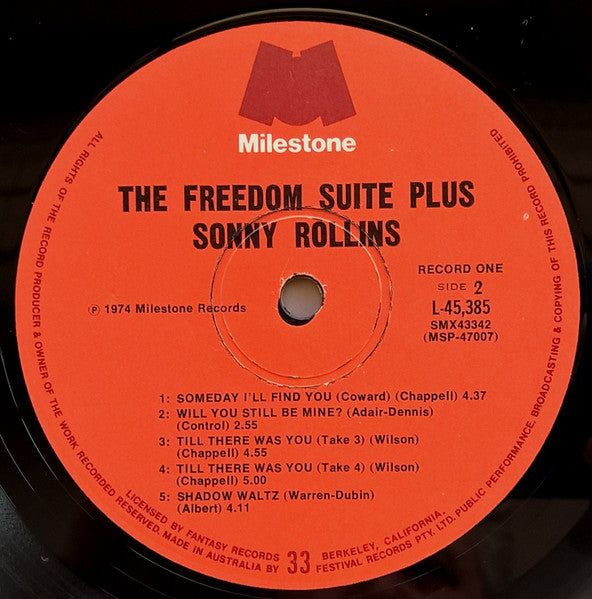 Milestone
THE FREEDOM SUITE PLUS
SONNY ROLLINS
℗ 1974 Milestone Records
RECORD ONE
SIDE 2
L-45,385
SMX43342
(MSP-47007)
1: SOMEDAY I'LL FIND YOU (Coward) (Chappell) 4.37
2: WILL YOU STILL BE MINE? (Adair-Dennis)
(Control) 2.55
3: TILL THERE WAS YOU (Take 3) (Wilson)
(Chappell) 4.55
4: TILL THERE WAS YOU (Take 4) (Wilson)
(Chappell) 5.00
5: SHADOW WALTZ (Warren-Dubin)
(Albert) 4.11
33
ALL RIGHTS OF THE RECORD PRODUCER & OWNER OF THE WORK RECORDED RESERVED. MADE IN AUSTRALIA BY FESTIVAL RECORDS PTY. LTD. PUBLIC PERFORMANCE, BROADCASTING & COPYING OF THIS RECORD PROHIBITED
LICENSED BY FANTASY RECORDS BERKELEY, CALIFORNIA.